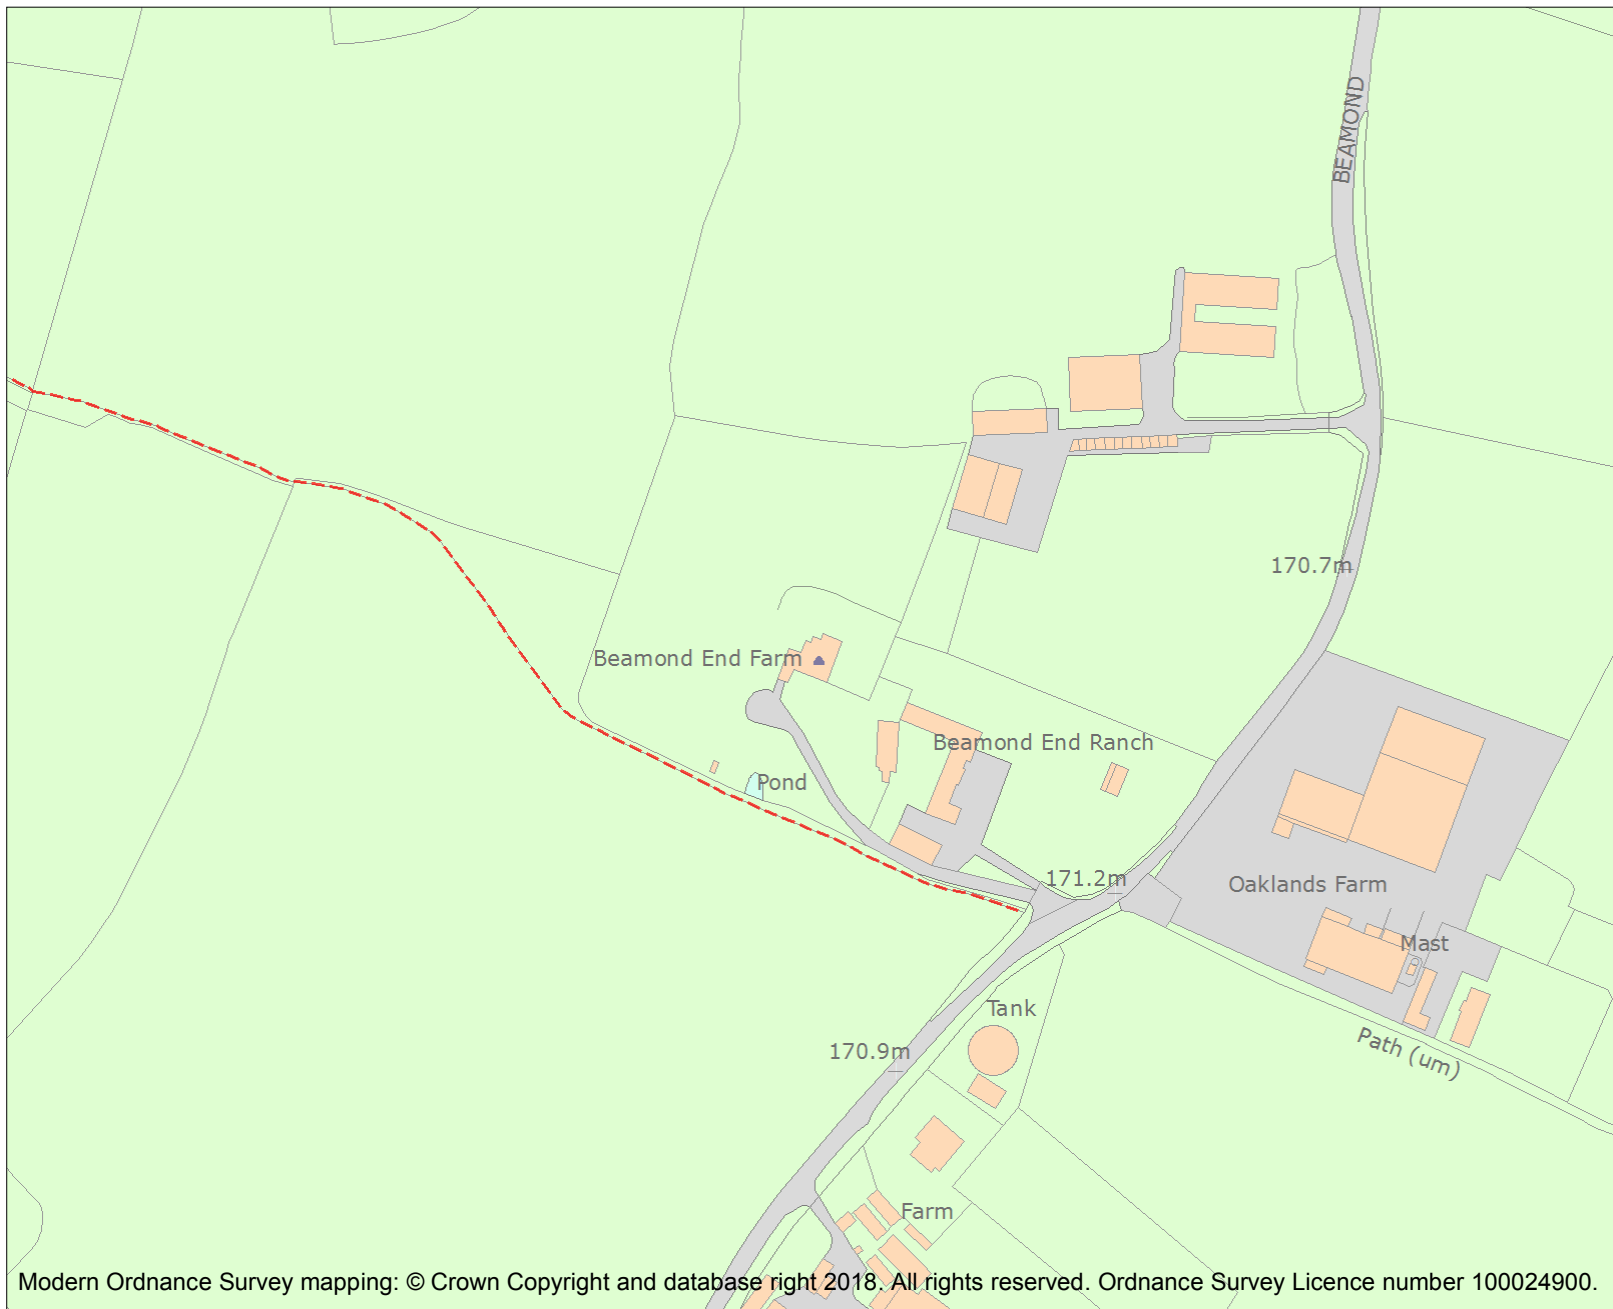 BEAMOND
170.7m
Beamond End Farm
Beamond End Ranch
Pond
171.2m
Oaklands Farm
Mast
Tank
Path (um)
170.9m
Farm
Modern Ordnance Survey mapping: © Crown Copyright and database right 2018. All rights reserved. Ordnance Survey Licence number 100024900.